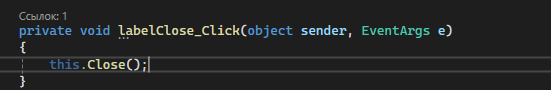 Ссылок: 1
private void labelClose_Click(object sender, EventArgs e)
{
this.Close();
}